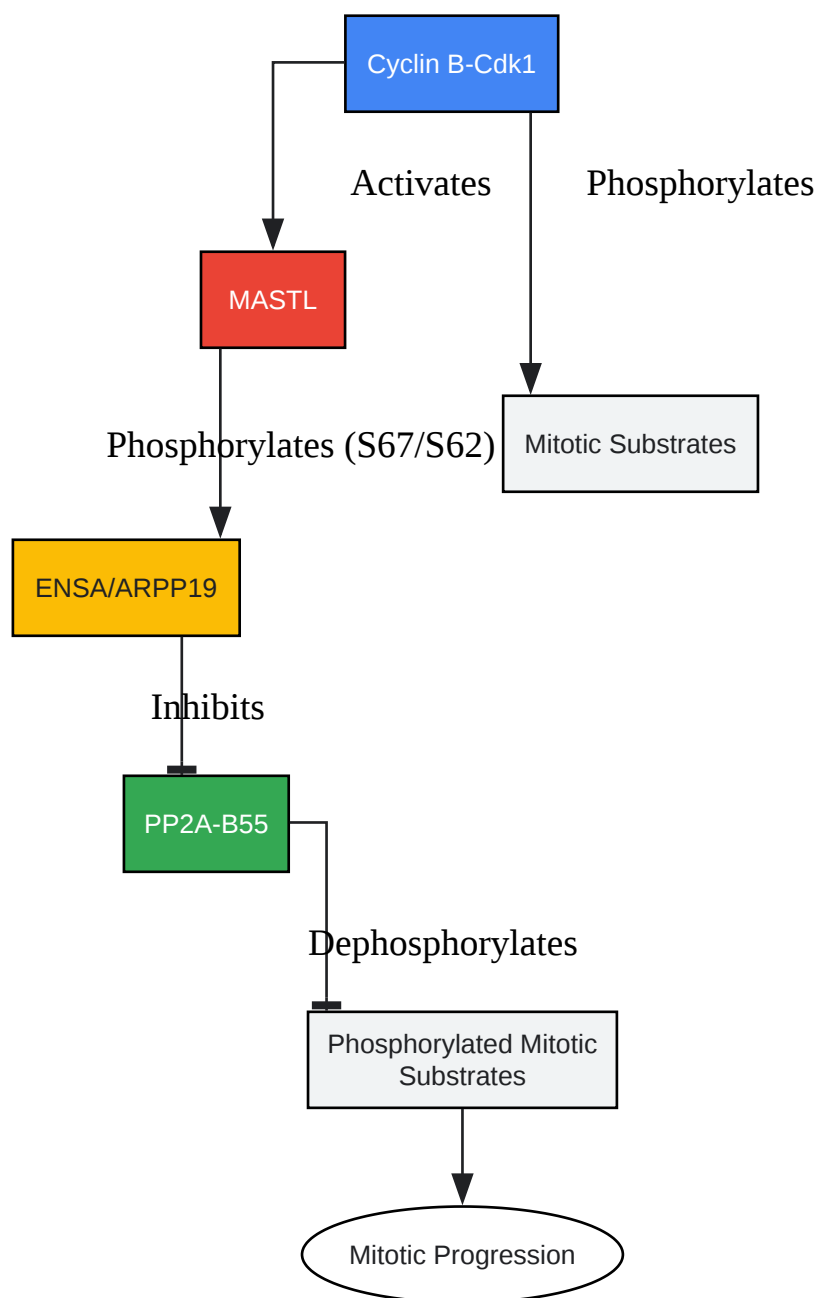 Cyclin B-Cdk1
Activates
Phosphorylates
MASTL
Phosphorylates (S67/S62)
Mitotic Substrates
ENSA/ARPP19
Inhibits
PP2A-B55
Dephosphorylates
Phosphorylated Mitotic
Substrates
Mitotic Progression